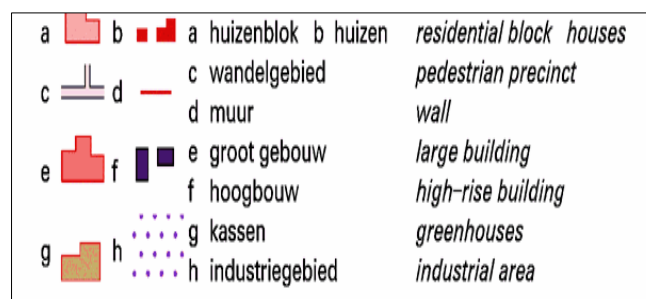 a b a huizenblok b huizen residential block houses
c d c wandelgebied pedestrian precinct
d muur wall
e f e groot gebouw large building
f hoogbouw high-rise building
g h g kassen greenhouses
h industriegebied industrial area